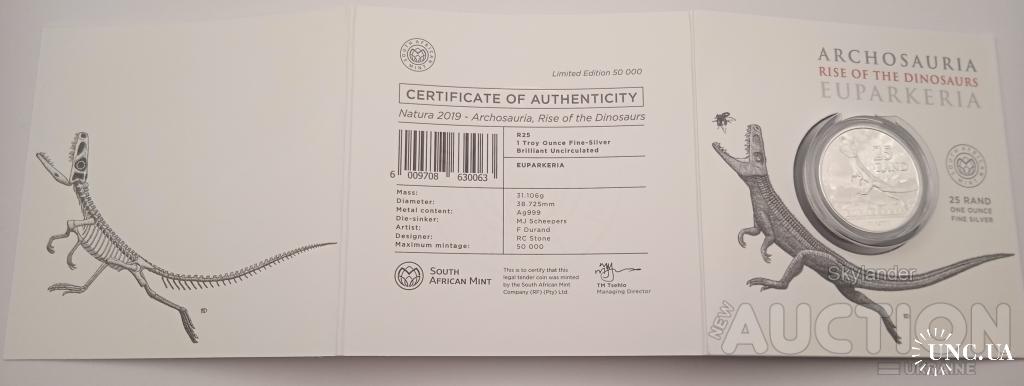 SOUTH AFRICAN MINT
Limited Edition 50 000
CERTIFICATE OF AUTHENTICITY
Natura 2019 - Archosauria, Rise of the Dinosaurs
6 009708 630063
R25
1 Troy Ounce Fine-Silver
Brilliant Uncirculated
EUPARKERIA
Mass: 31.106g
Diameter: 38.725mm
Metal content: Ag999
Die-sinker: MJ Scheepers
Artist: F Durand
Designer: RC Stone
Maximum mintage: 50 000
SOUTH
AFRICAN MINT
This is to certify that this
legal tender coin was minted
by the South African Mint
Company (RF) (Pty) Ltd.
TM Tsehlo
Managing Director
ARCHOSAURIA
RISE OF THE DINOSAURS
EUPARKERIA
25
RAND
SOUTH AFRICAN MINT
25 RAND
ONE OUNCE
FINE SILVER
Skylander
NEW
AUCTION
UKRAINE
UNC.UA